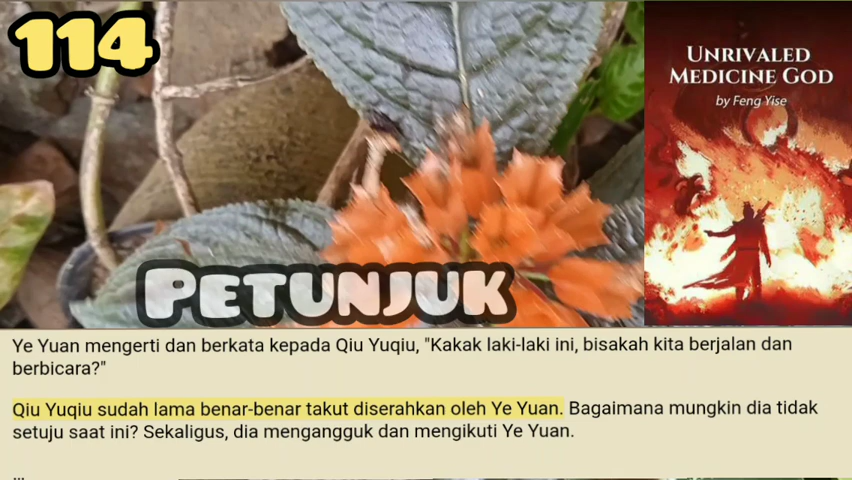 114
UNRIVALED
MEDICINE GOD
by Feng Yise
PETUNJUK
Ye Yuan mengerti dan berkata kepada Qiu Yuqiu, "Kakak laki-laki ini, bisakah kita berjalan dan
berbicara?"
Qiu Yuqiu sudah lama benar-benar takut diserahkan oleh Ye Yuan. Bagaimana mungkin dia tidak
setuju saat ini? Sekaligus, dia mengangguk dan mengikuti Ye Yuan.
...